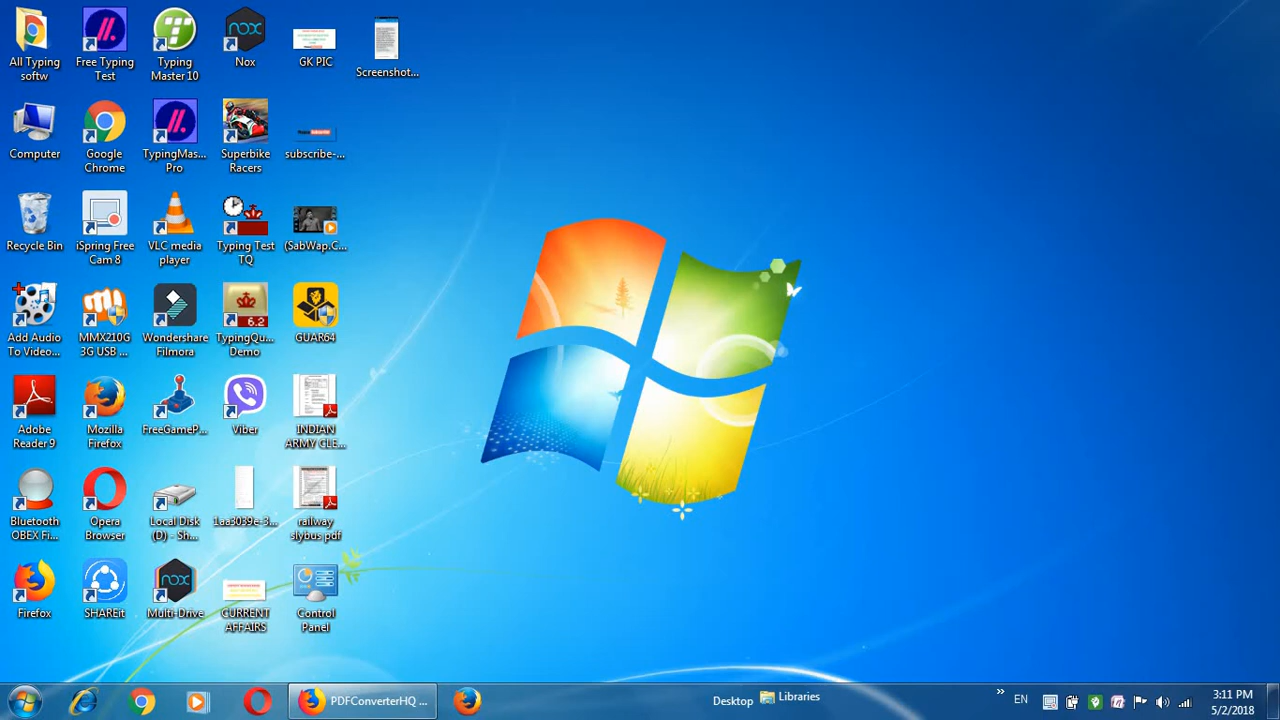 All Typing
softw
Free Typing
Test
Typing
Master 10
Nox
GK PIC
Screenshot...
Computer
Google
Chrome
TypingMas...
Pro
Superbike
Racers
subscribe-...
Recycle Bin
iSpring Free
Cam 8
VLC media
player
Typing Test
TQ
(SabWap.C...
Add Audio
To Video...
MMX210G
3G USB ...
Wondershare
Filmora
6.2
TypingQu...
Demo
GUAR64
Adobe
Reader 9
Mozilla
Firefox
FreeGameP...
Viber
INDIAN
ARMY CLE...
Bluetooth
OBEX Fi...
Opera
Browser
Local Disk
(D) - Sh...
1aa3039e-3...
railway
slybus pdf
Firefox
SHAREit
Multi-Drive
CURRENT
AFFAIRS
Control
Panel
PDFConverterHQ ...
Desktop
Libraries
»
EN
3:11 PM
5/2/2018